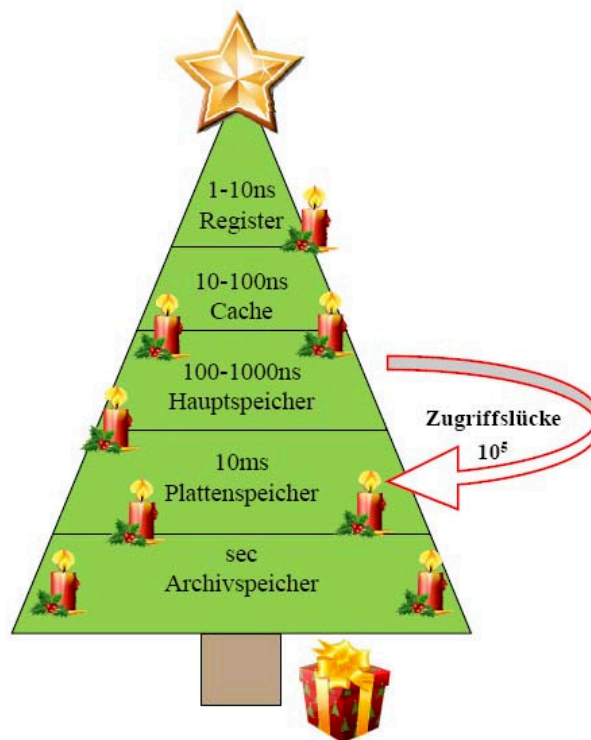 1-10ns
Register
10-100ns
Cache
100-1000ns
Hauptspeicher
Zugriffslücke
10⁵
10ms
Plattenspeicher
sec
Archivspeicher